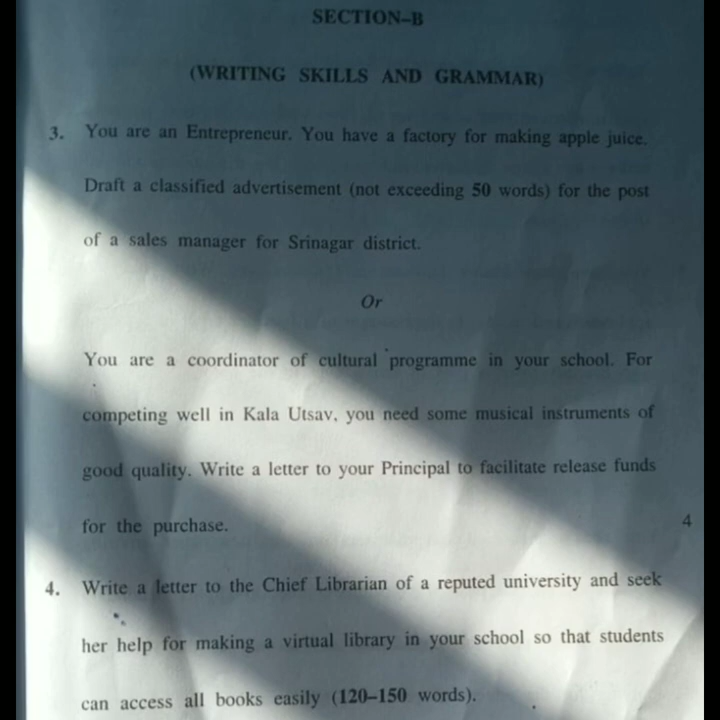 SECTION–B
(WRITING SKILLS AND GRAMMAR)
3. You are an Entrepreneur. You have a factory for making apple juice.
Draft a classified advertisement (not exceeding 50 words) for the post
of a sales manager for Srinagar district.
Or
You are a coordinator of cultural programme in your school. For
competing well in Kala Utsav, you need some musical instruments of
good quality. Write a letter to your Principal to facilitate release funds
for the purchase. 4
4. Write a letter to the Chief Librarian of a reputed university and seek
her help for making a virtual library in your school so that students
can access all books easily (120–150 words).